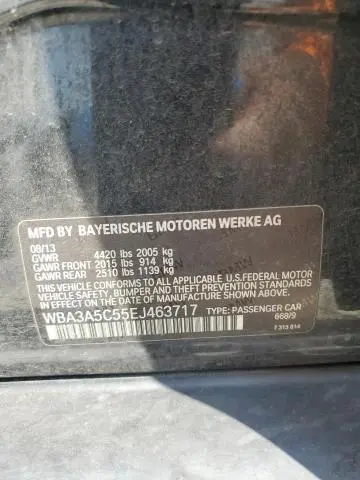 MFD BY BAYERISCHE MOTOREN WERKE AG
08/13
GVWR 4420 lbs 2005 kg
GAWR FRONT 2015 lbs 914 kg
GAWR REAR 2510 lbs 1139 kg
THIS VEHICLE CONFORMS TO ALL APPLICABLE U.S.FEDERAL MOTOR
VEHICLE SAFETY, BUMPER AND THEFT PREVENTION STANDARDS
IN EFFECT ON THE DATE OF MANUFACTURE SHOWN ABOVE.
WBA3A5C55EJ463717 TYPE: PASSENGER CAR
668/9
F 315 614